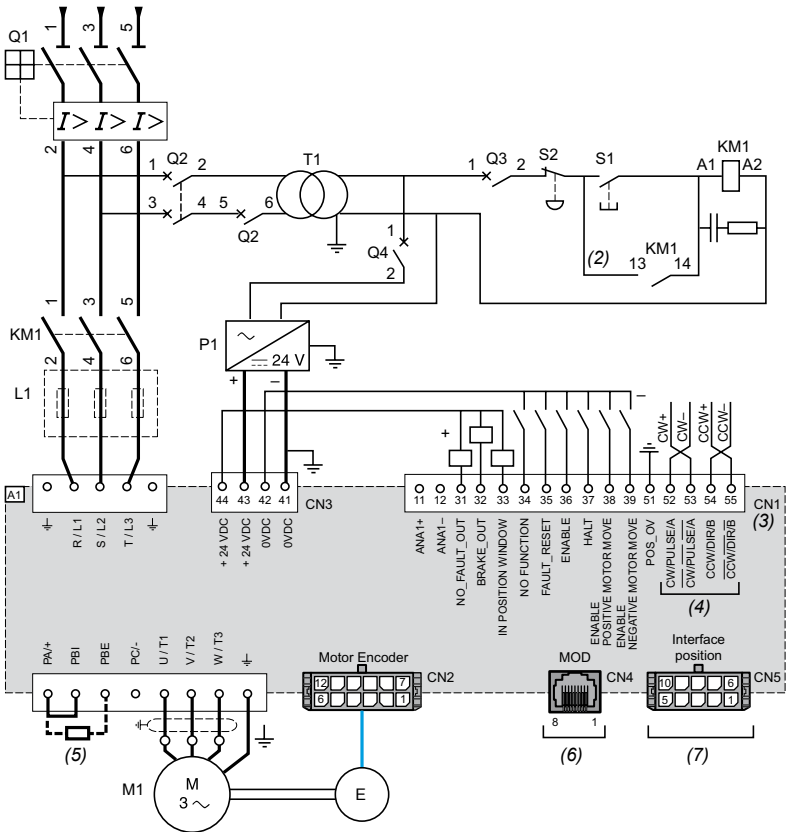 1 3 5
Q1
I> I> I>
2 4 6
1 Q2 2
3 4 5 6
Q2
T1
1 Q3 2
S2
S1
KM1
A1 A2
1
Q4
2
(2)
KM1
13 14
1 3 5
KM1
2 4 6
P1
24 V
+ –
L1
+
–
CW+
CW–
CCW+
CCW–
A1
44 43 42 41
CN3
11 12 31 32 33 34 35 36 37 38 39 51 52 53 54 55
CN1
(3)
R / L1
S / L2
T / L3
+ 24 VDC
+ 24 VDC
0VDC
0VDC
ANA1+
ANA1–
NO_FAULT_OUT
BRAKE_OUT
IN POSITION WINDOW
NO FUNCTION
FAULT_RESET
ENABLE
HALT
ENABLE
POSITIVE MOTOR MOVE
ENABLE
NEGATIVE MOTOR MOVE
POS_OV
CW/PULSE/A
CW/PULSE/A
CCW/DIR/B
CCW/DIR/B
(4)
PA/+
PBI
PBE
PC/-
U / T1
V / T2
W / T3
Motor Encoder
12 7
6 1
CN2
MOD
CN4
8 1
(6)
Interface
position
10 6
5 1
CN5
(7)
(5)
M1
M
3
E